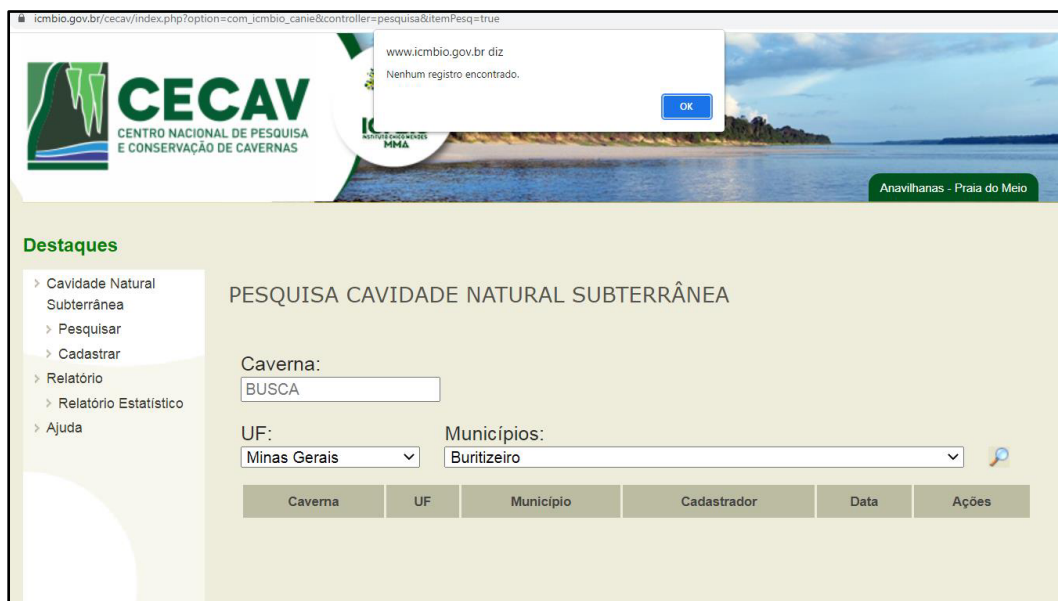 icmbio.gov.br/cecav/index.php?option=com_icmbio_canie&controller=pesquisa&itemPesq=true
www.icmbio.gov.br diz
Nenhum registro encontrado.
OK
CECAV
CENTRO NACIONAL DE PESQUISA
E CONSERVAÇÃO DE CAVERNAS
INSTITUTO CHICO MENDES
MMA
Anavilhanas - Praia do Meio
Destaques
Cavidade Natural
Subterrânea
Pesquisar
Cadastrar
Relatório
Relatório Estatístico
Ajuda
PESQUISA CAVIDADE NATURAL SUBTERRÂNEA
Caverna:
BUSCA
UF: Municípios:
Minas Gerais Buritizeiro
Caverna UF Município Cadastrador Data Ações